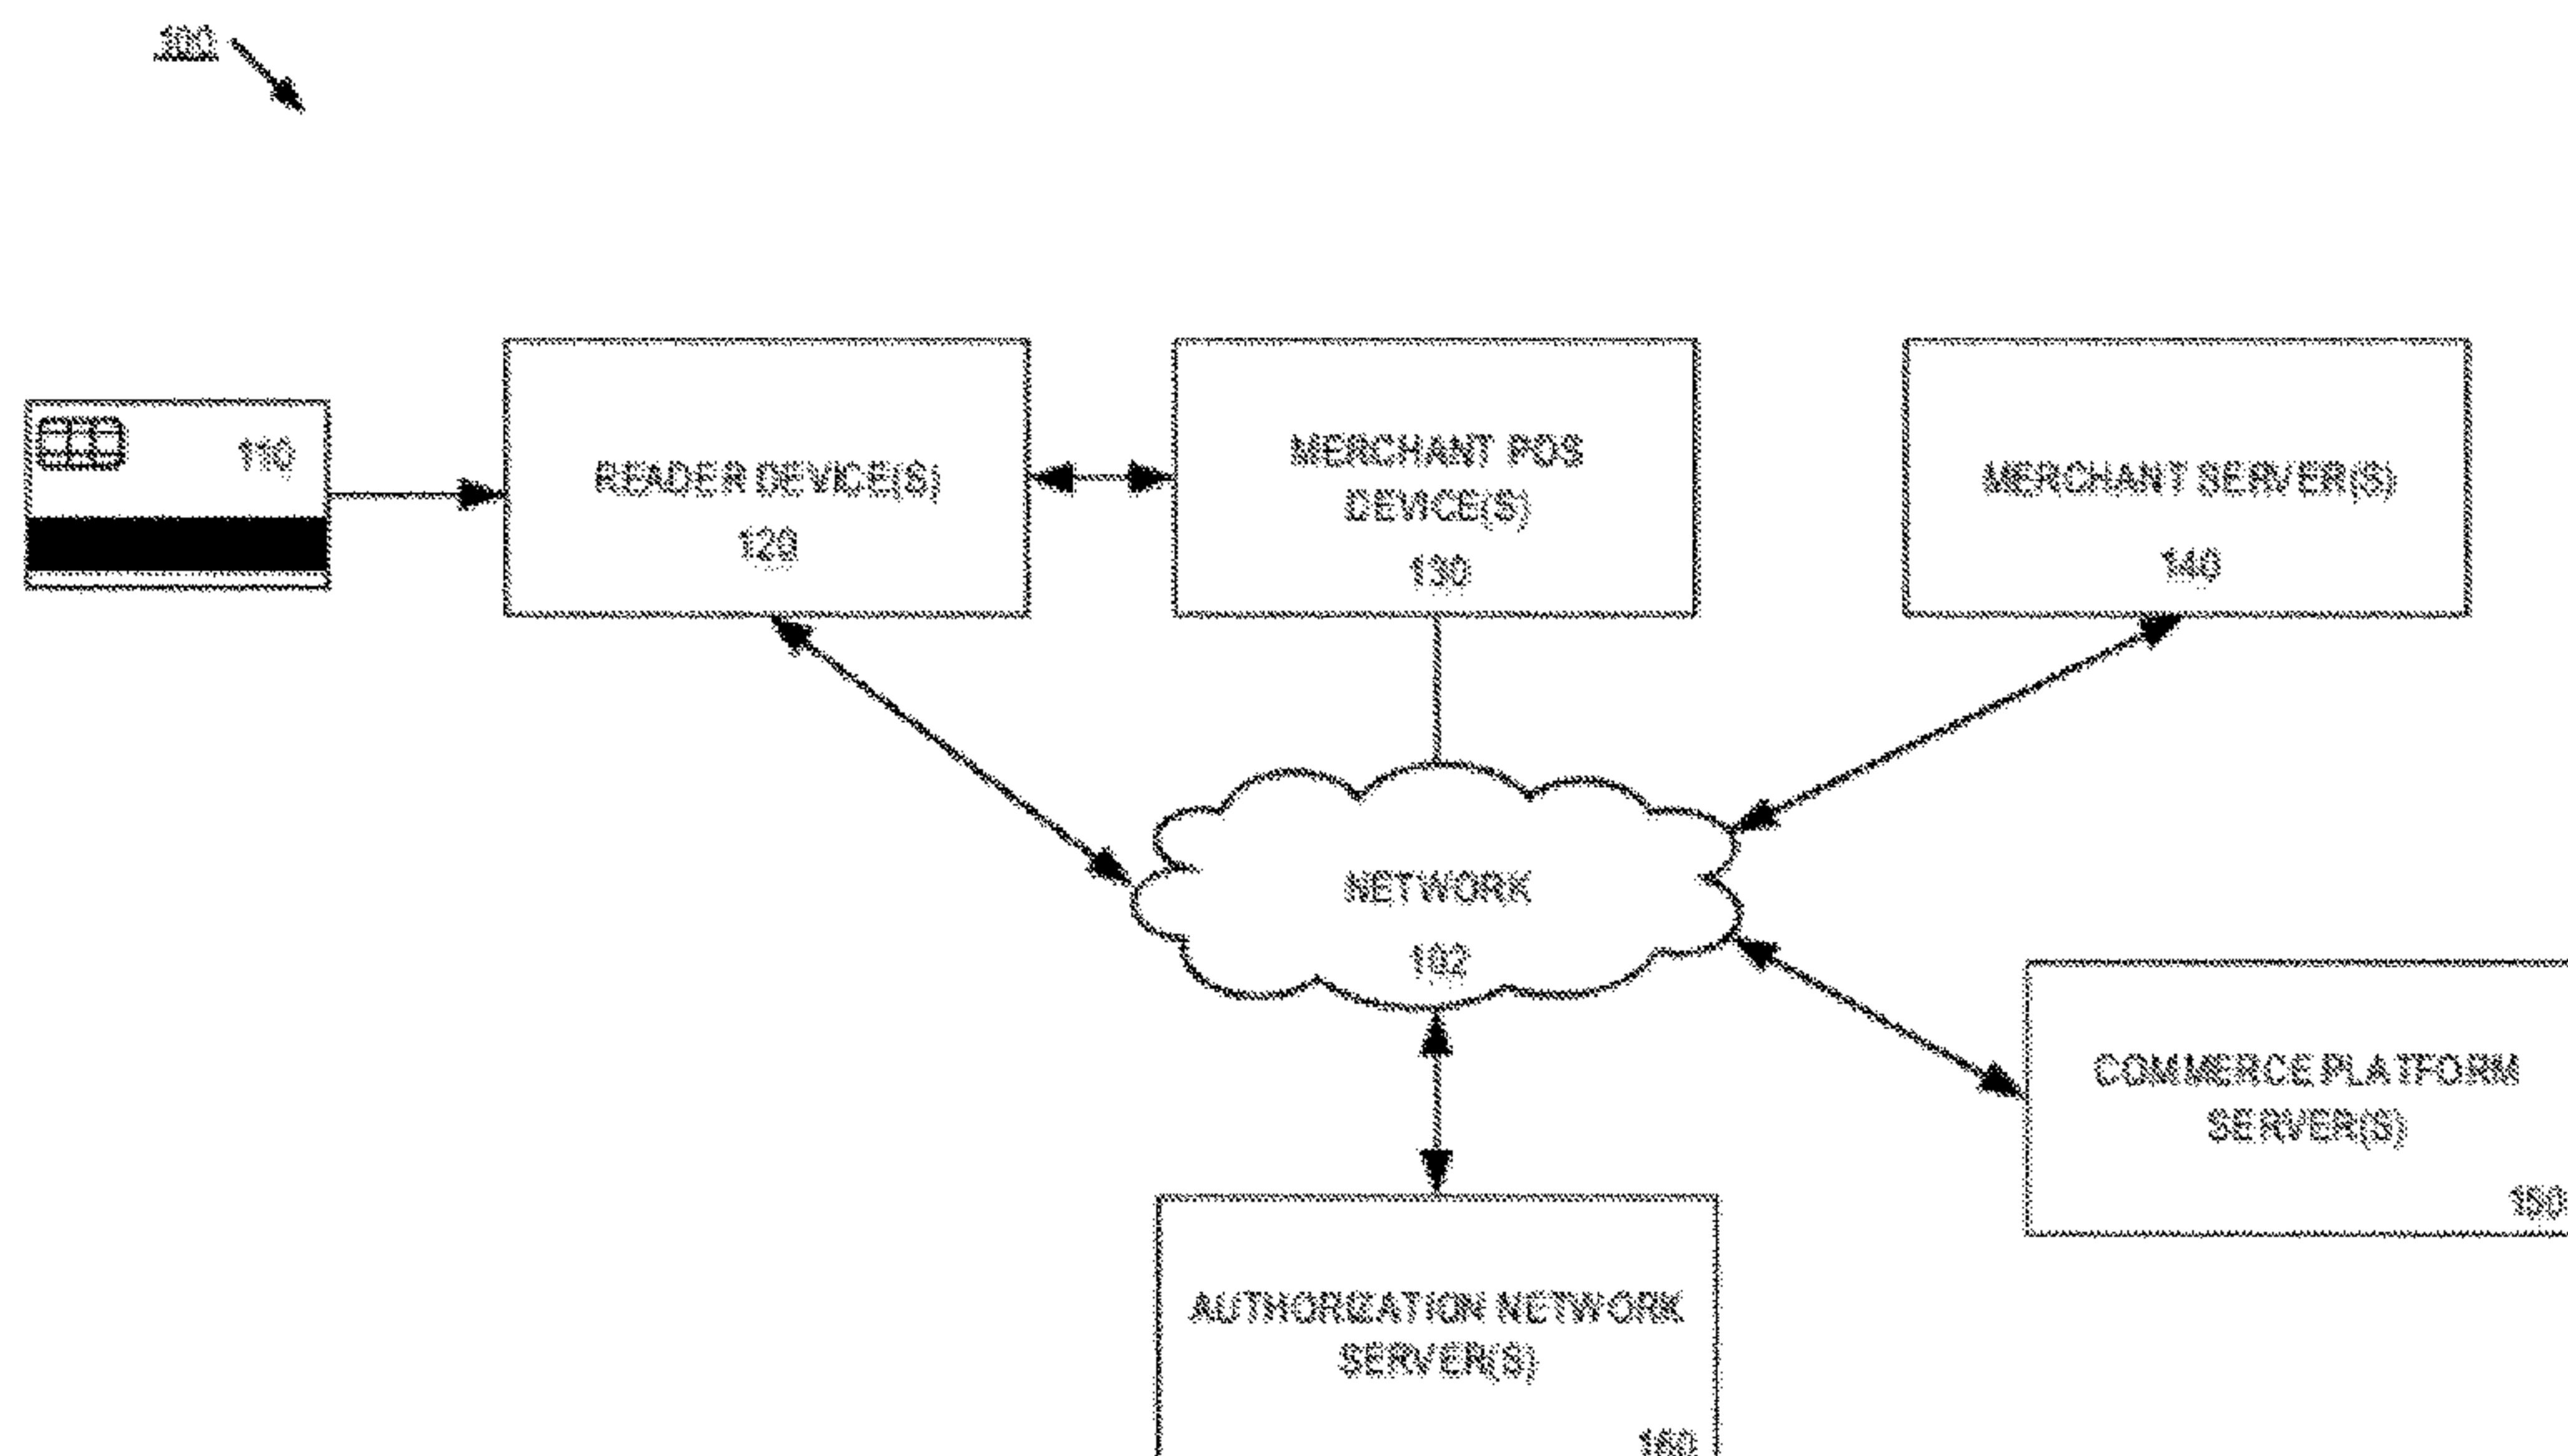 100
110
READER DEVICE(S)
120
MERCHANT POS
DEVICE(S)
130
MERCHANT SERVER(S)
140
NETWORK
102
COMMERCE PLATFORM
SERVER(S)
150
AUTHORIZATION NETWORK
SERVER(S)
160